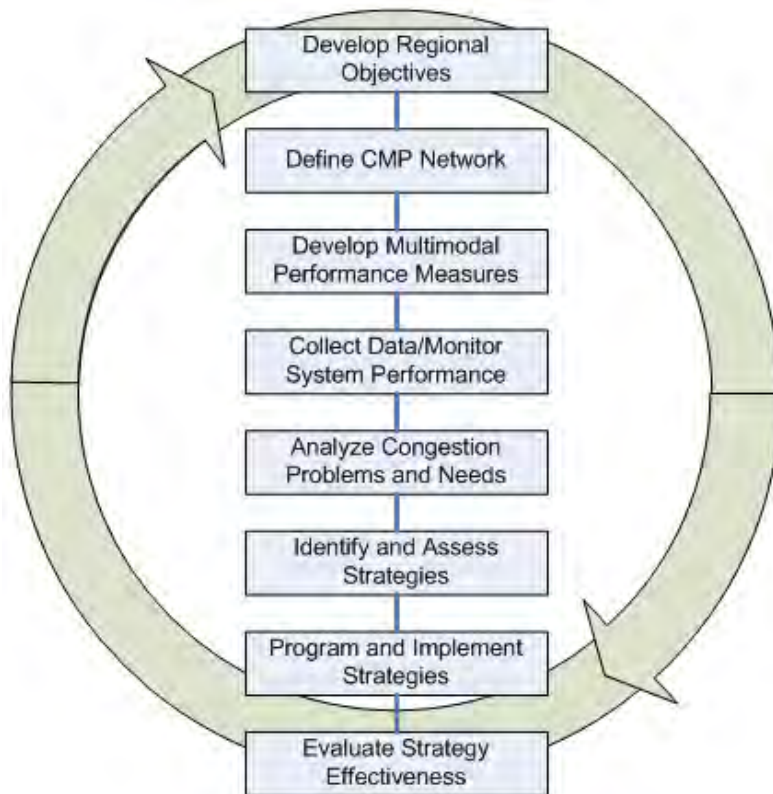 Develop Regional
Objectives
Define CMP Network
Develop Multimodal
Performance Measures
Collect Data/Monitor
System Performance
Analyze Congestion
Problems and Needs
Identify and Assess
Strategies
Program and Implement
Strategies
Evaluate Strategy
Effectiveness